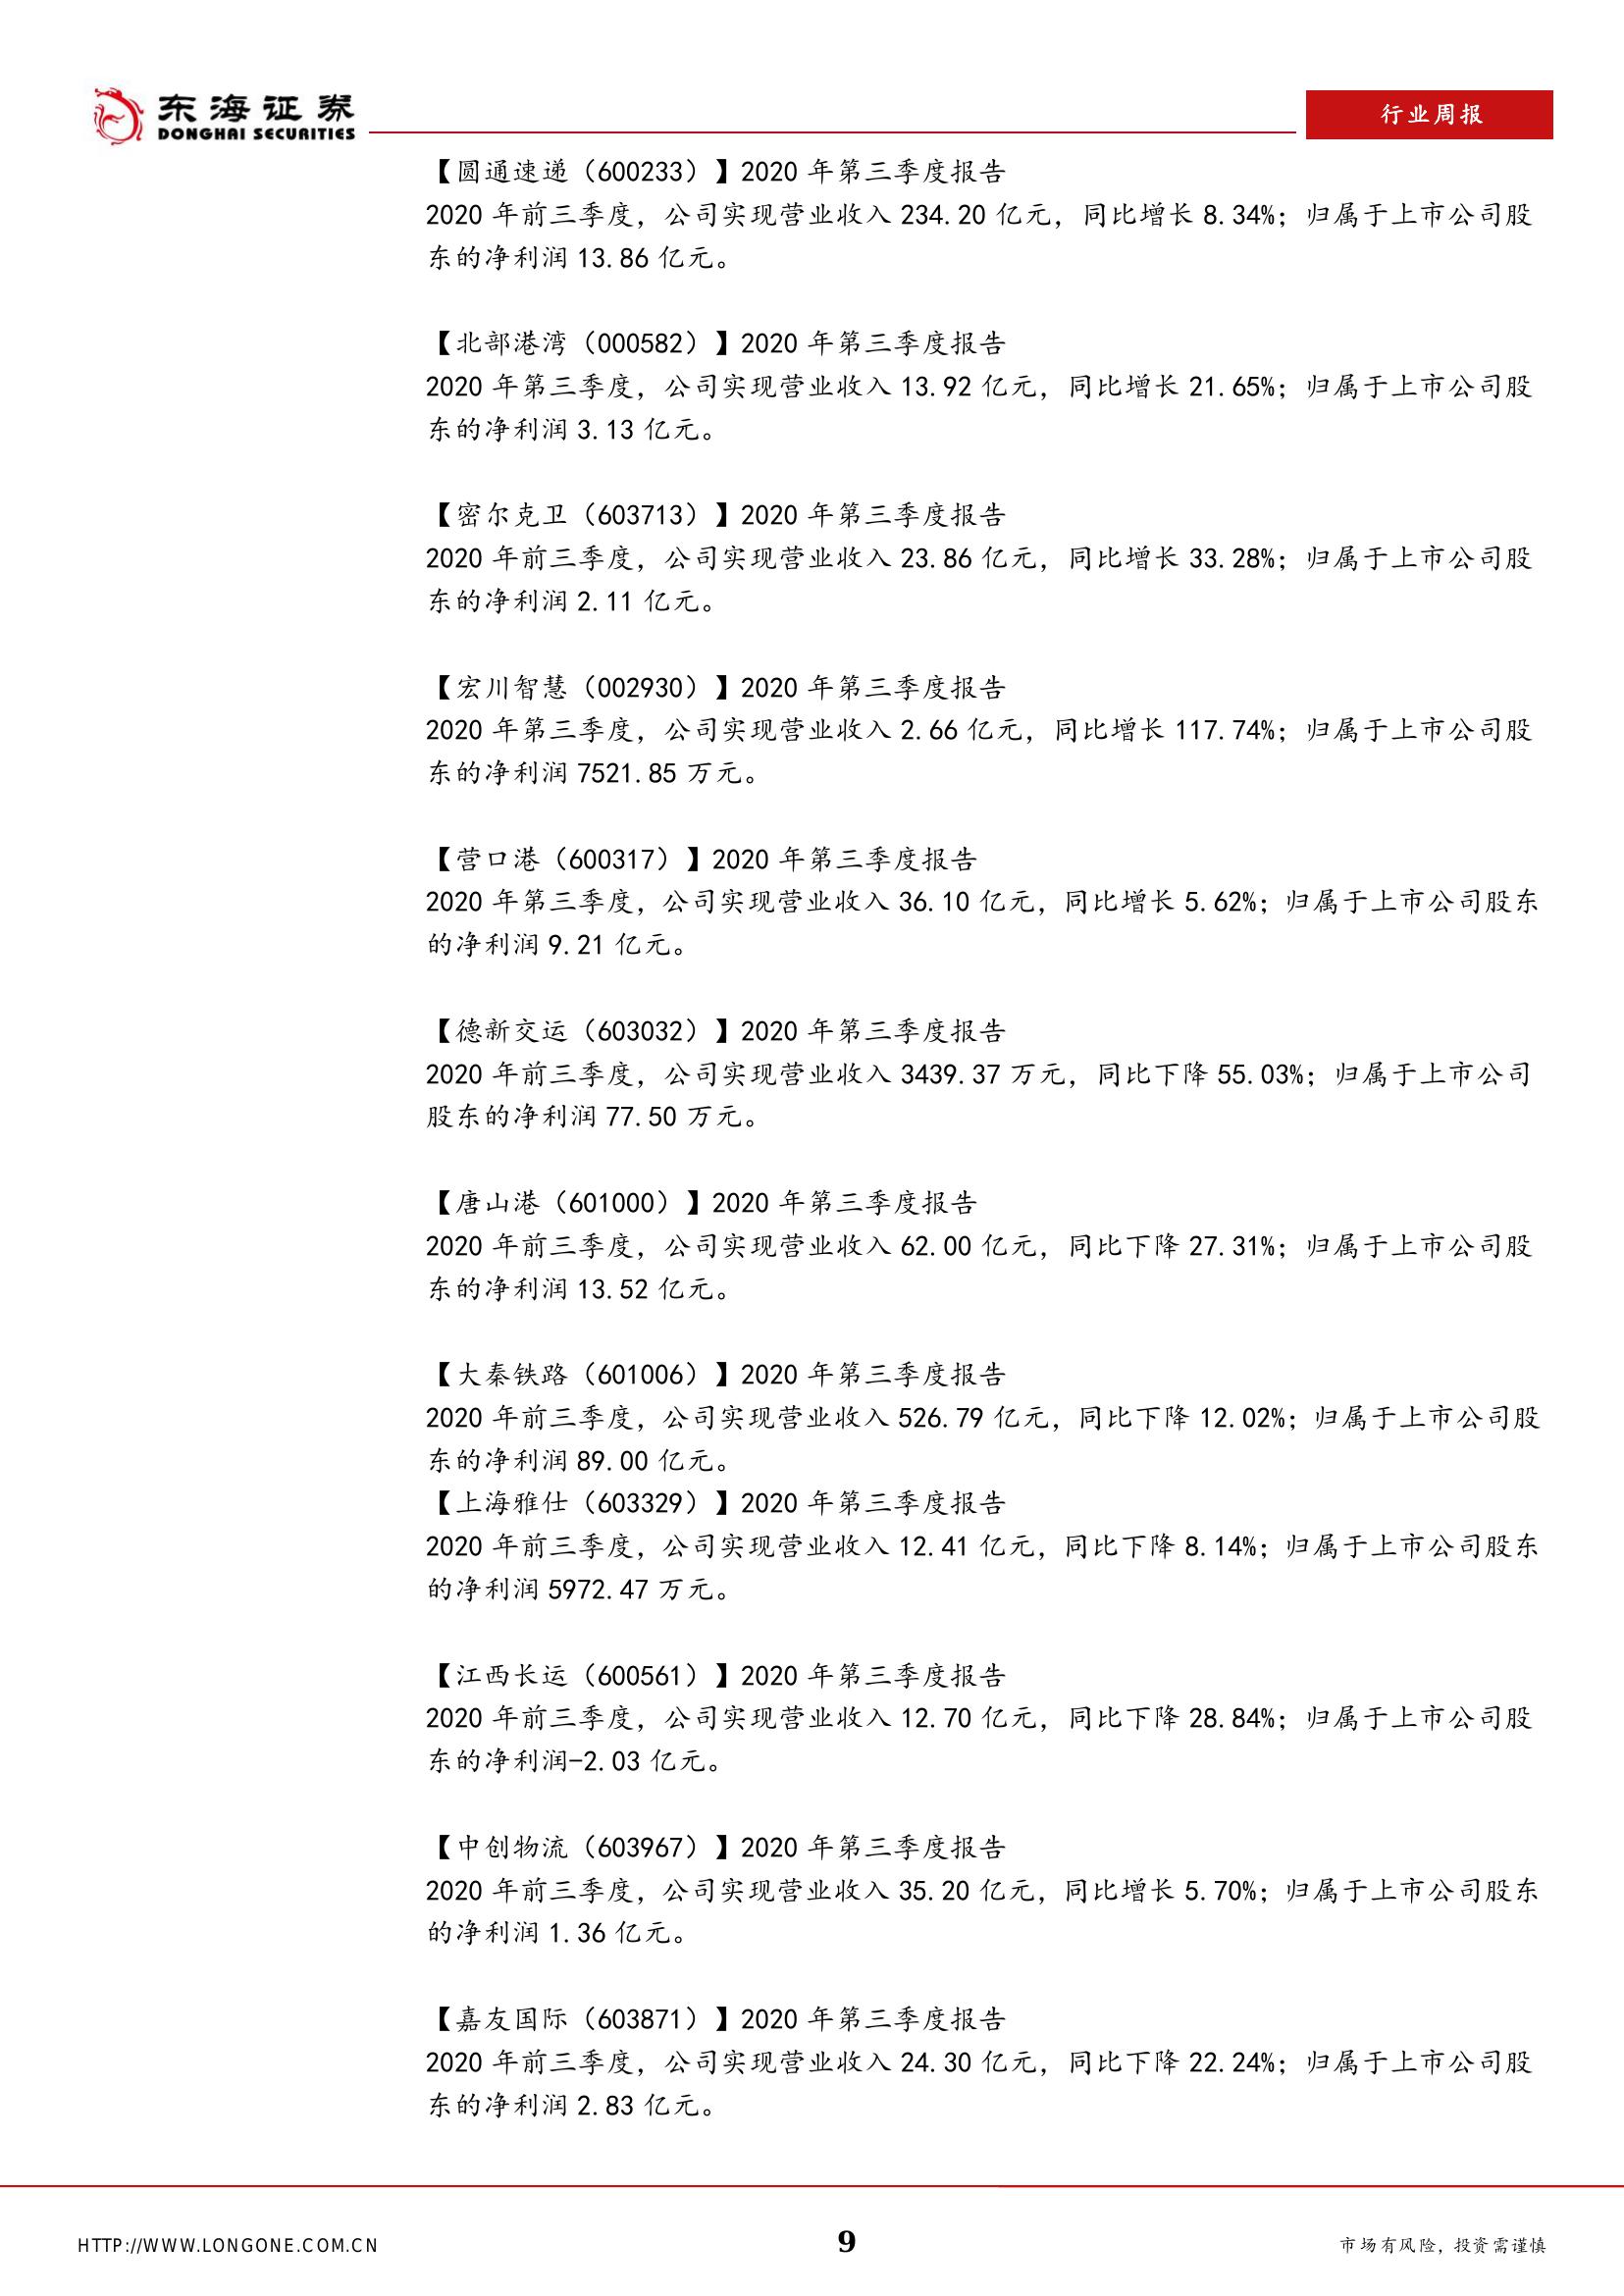 东海证券
DONGHAI SECURITIES
行业周报
【圆通速递（600233）】2020 年第三季度报告
2020 年前三季度，公司实现营业收入 234.20 亿元，同比增长 8.34%；归属于上市公司股
东的净利润 13.86 亿元。
【北部港湾（000582）】2020 年第三季度报告
2020 年第三季度，公司实现营业收入 13.92 亿元，同比增长 21.65%；归属于上市公司股
东的净利润 3.13 亿元。
【密尔克卫（603713）】2020 年第三季度报告
2020 年前三季度，公司实现营业收入 23.86 亿元，同比增长 33.28%；归属于上市公司股
东的净利润 2.11 亿元。
【宏川智慧（002930）】2020 年第三季度报告
2020 年第三季度，公司实现营业收入 2.66 亿元，同比增长 117.74%；归属于上市公司股
东的净利润 7521.85 万元。
【营口港（600317）】2020 年第三季度报告
2020 年第三季度，公司实现营业收入 36.10 亿元，同比增长 5.62%；归属于上市公司股东
的净利润 9.21 亿元。
【德新交运（603032）】2020 年第三季度报告
2020 年前三季度，公司实现营业收入 3439.37 万元，同比下降 55.03%；归属于上市公司
股东的净利润 77.50 万元。
【唐山港（601000）】2020 年第三季度报告
2020 年前三季度，公司实现营业收入 62.00 亿元，同比下降 27.31%；归属于上市公司股
东的净利润 13.52 亿元。
【大秦铁路（601006）】2020 年第三季度报告
2020 年前三季度，公司实现营业收入 526.79 亿元，同比下降 12.02%；归属于上市公司股
东的净利润 89.00 亿元。
【上海雅仕（603329）】2020 年第三季度报告
2020 年前三季度，公司实现营业收入 12.41 亿元，同比下降 8.14%；归属于上市公司股东
的净利润 5972.47 万元。
【江西长运（600561）】2020 年第三季度报告
2020 年前三季度，公司实现营业收入 12.70 亿元，同比下降 28.84%；归属于上市公司股
东的净利润-2.03 亿元。
【中创物流（603967）】2020 年第三季度报告
2020 年前三季度，公司实现营业收入 35.20 亿元，同比增长 5.70%；归属于上市公司股东
的净利润 1.36 亿元。
【嘉友国际（603871）】2020 年第三季度报告
2020 年前三季度，公司实现营业收入 24.30 亿元，同比下降 22.24%；归属于上市公司股
东的净利润 2.83 亿元。
HTTP://WWW.LONGONE.COM.CN
9
市场有风险，投资需谨慎